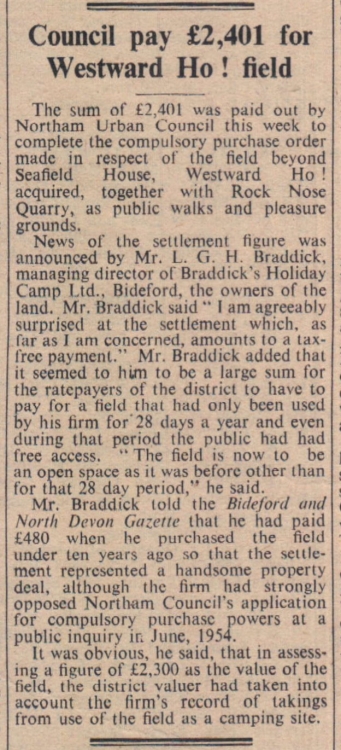 Council pay £2,401 for
Westward Ho ! field
The sum of £2,401 was paid out by
Northam Urban Council this week to
complete the compulsory purchase order
made in respect of the field beyond
Seafield House, Westward Ho !
acquired, together with Rock Nose
Quarry, as public walks and pleasure
grounds.
News of the settlement figure was
announced by Mr. L. G. H. Braddick,
managing director of Braddick's Holiday
Camp Ltd., Bideford, the owners of the
land. Mr. Braddick said " I am agreeably
surprised at the settlement which, as
far as I am concerned, amounts to a tax-
free payment." Mr. Braddick added that
it seemed to him to be a large sum for
the ratepayers of the district to have to
pay for a field that had only been used
by his firm for 28 days a year and even
during that period the public had had
free access. " The field is now to be
an open space as it was before other than
for that 28 day period," he said.
Mr. Braddick told the Bideford and
North Devon Gazette that he had paid
£480 when he purchased the field
under ten years ago so that the settle-
ment represented a handsome property
deal, although the firm had strongly
opposed Northam Council's application
for compulsory purchase powers at a
public inquiry in June, 1954.
It was obvious, he said, that in assess-
ing a figure of £2,300 as the value of the
field, the district valuer had taken into
account the firm's record of takings
from use of the field as a camping site.